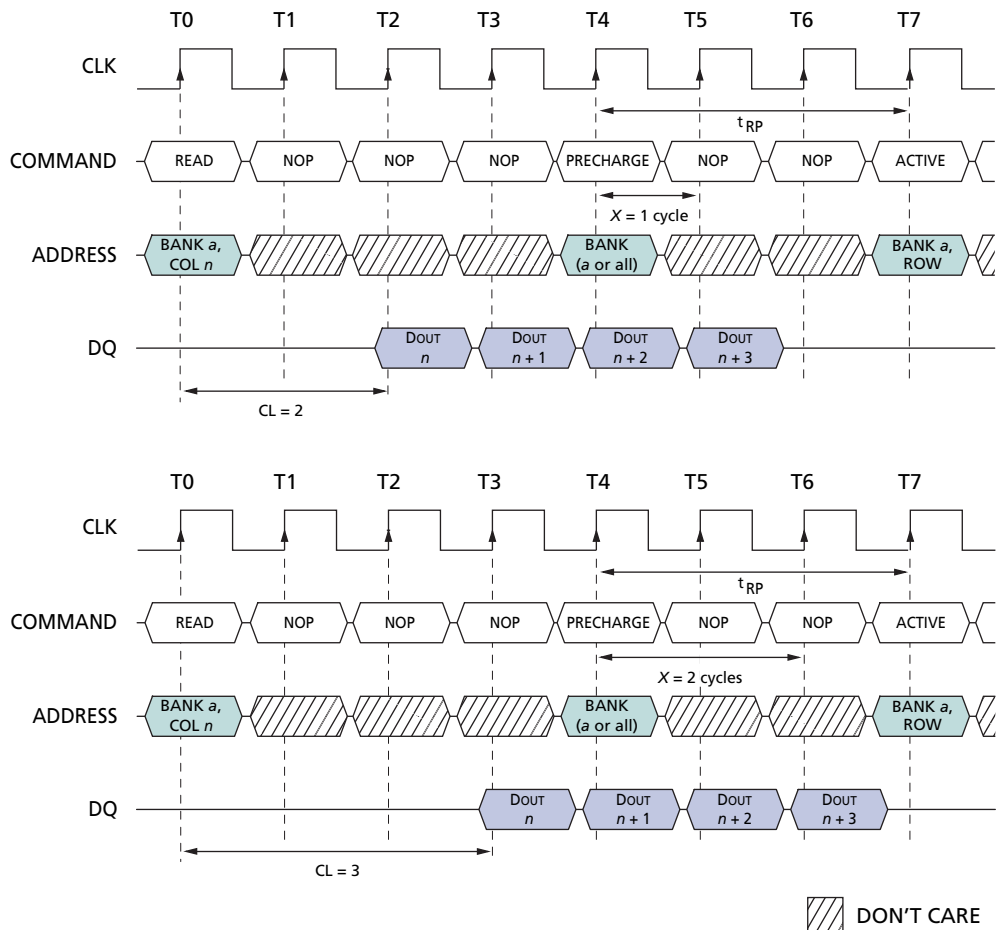 T0 T1 T2 T3 T4 T5 T6 T7
CLK
tRP
COMMAND READ NOP NOP NOP PRECHARGE NOP NOP ACTIVE
X = 1 cycle
ADDRESS BANK a, COL n BANK (a or all) BANK a, ROW
DQ DOUT n DOUT n + 1 DOUT n + 2 DOUT n + 3
CL = 2
T0 T1 T2 T3 T4 T5 T6 T7
CLK
tRP
COMMAND READ NOP NOP NOP PRECHARGE NOP NOP ACTIVE
X = 2 cycles
ADDRESS BANK a, COL n BANK (a or all) BANK a, ROW
DQ DOUT n DOUT n + 1 DOUT n + 2 DOUT n + 3
CL = 3
DON'T CARE